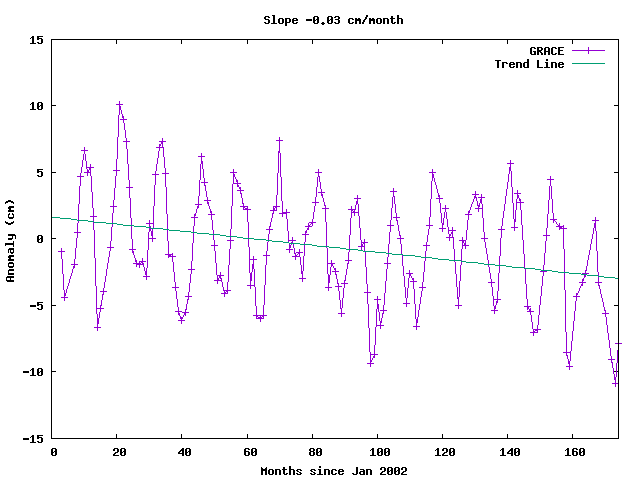 Slope -0.03 cm/month
GRACE
Trend Line
15
10
5
0
-5
-10
-15
Anomaly (cm)
0 20 40 60 80 100 120 140 160
Months since Jan 2002